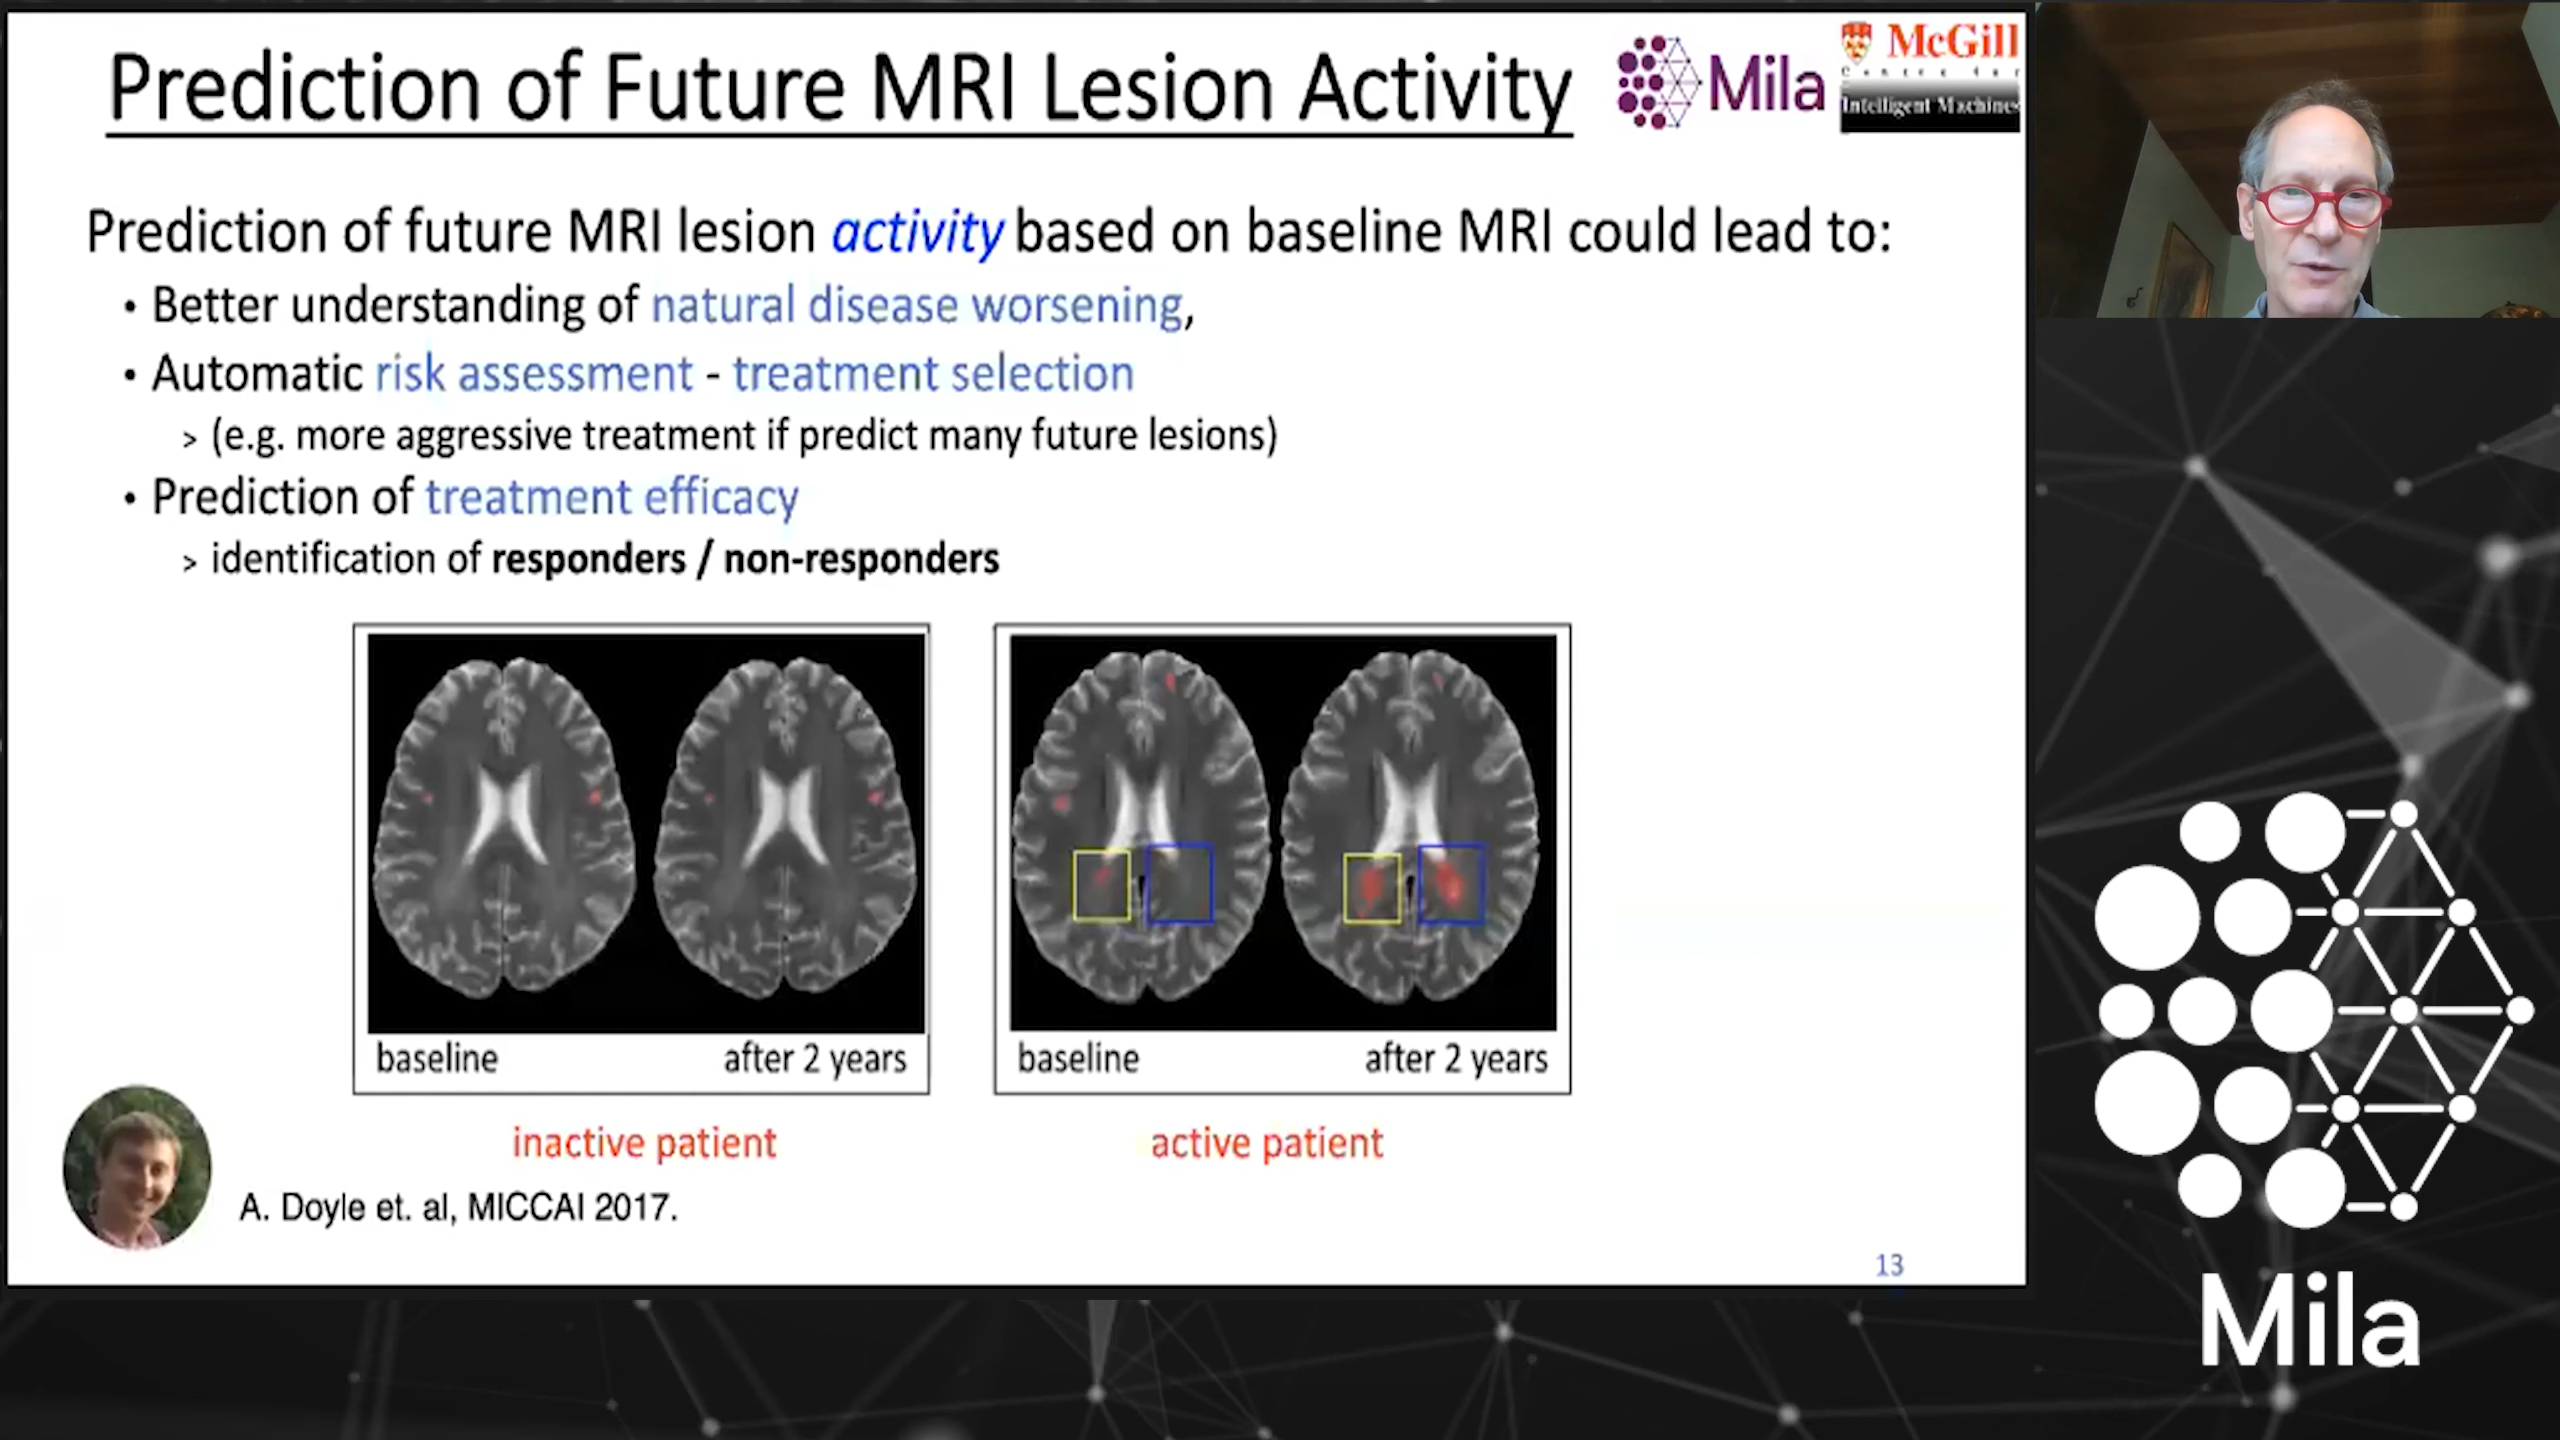 Prediction of Future MRI Lesion Activity
Mila
McGill
Centre for
Intelligent Machines
Prediction of future MRI lesion activity based on baseline MRI could lead to:
• Better understanding of natural disease worsening,
• Automatic risk assessment - treatment selection
> (e.g. more aggressive treatment if predict many future lesions)
• Prediction of treatment efficacy
> identification of responders / non-responders
baseline after 2 years
baseline after 2 years
inactive patient
active patient
A. Doyle et. al, MICCAI 2017.
13
Mila